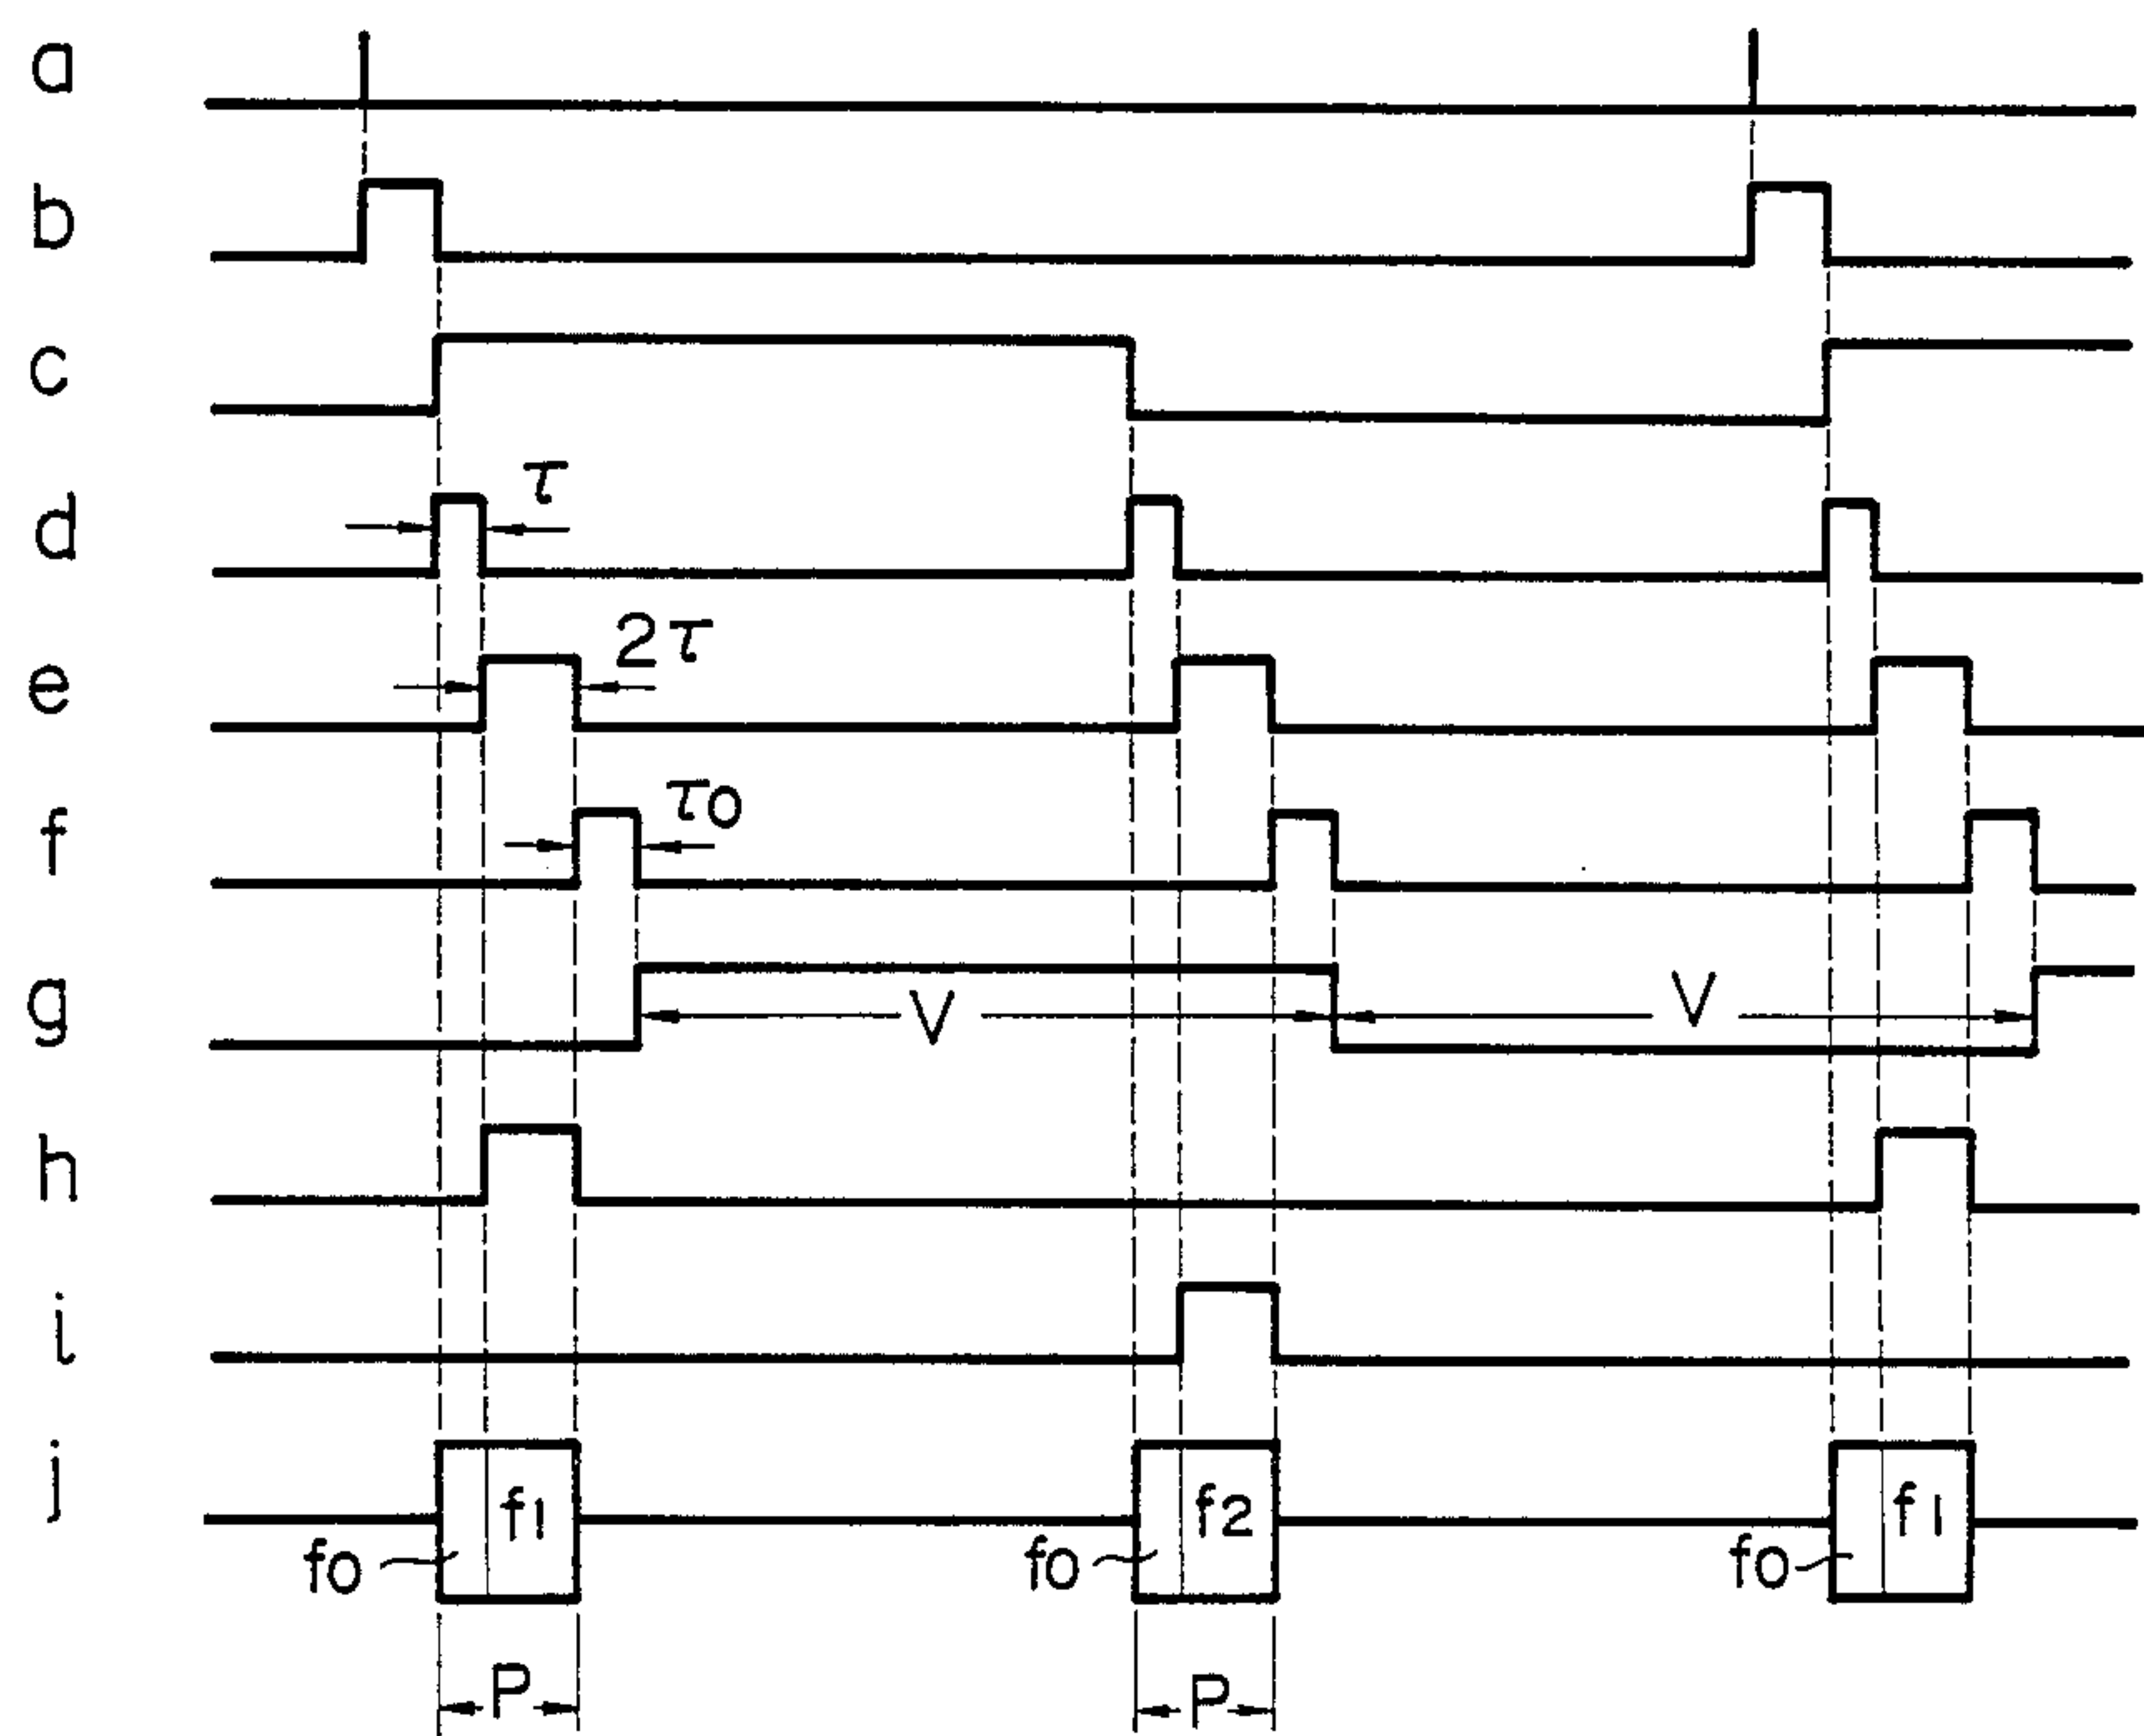 a
b
c
d τ
e 2τ
f τo
g V V
h
i
j f1 f2 f1
fo fo fo
P P